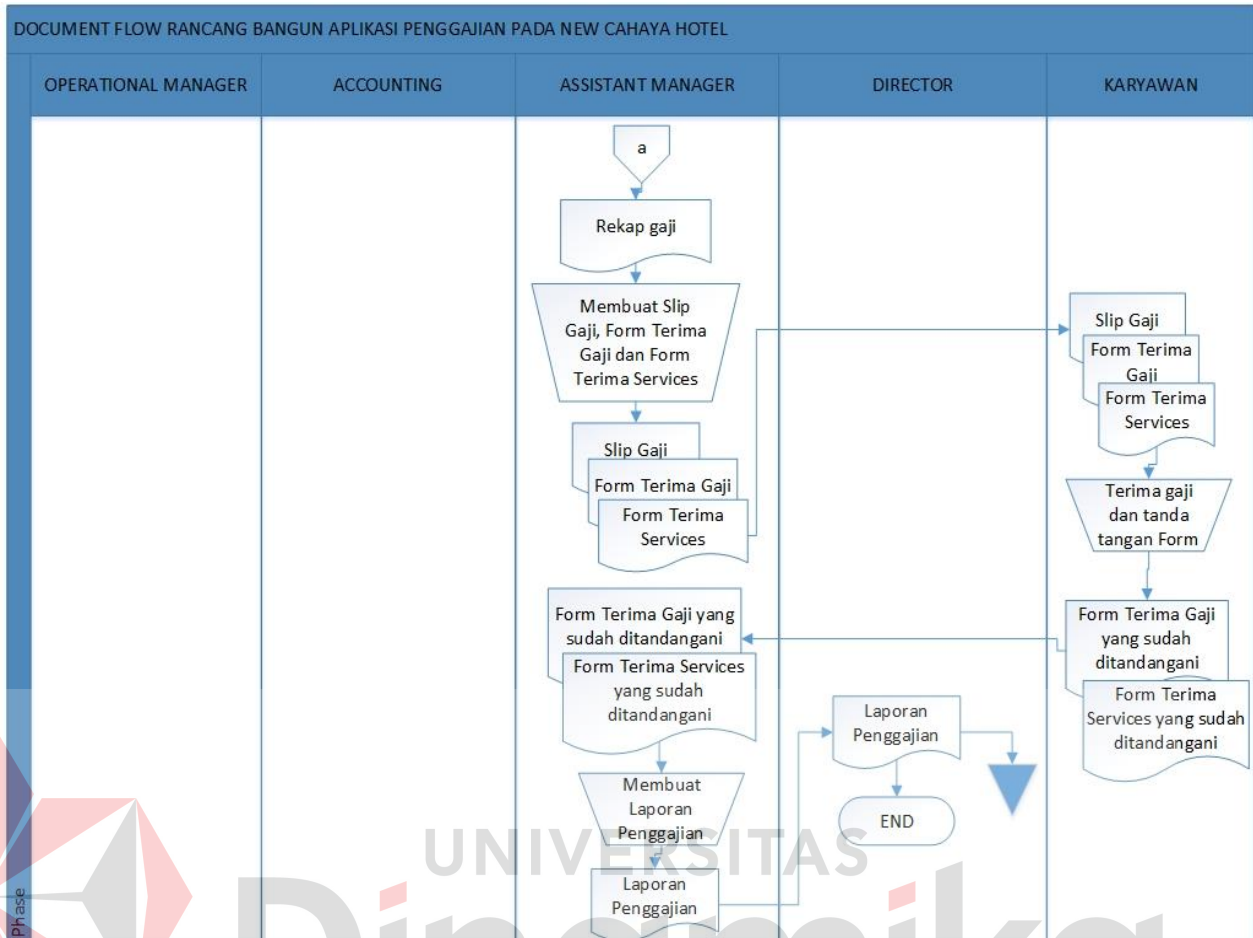 DOCUMENT FLOW RANCANG BANGUN APLIKASI PENGGAJIAN PADA NEW CAHAYA HOTEL
OPERATIONAL MANAGER
ACCOUNTING
ASSISTANT MANAGER
DIRECTOR
KARYAWAN
a
Rekap gaji
Membuat Slip
Gaji, Form Terima
Gaji dan Form
Terima Services
Slip Gaji
Form Terima Gaji
Form Terima
Services
Slip Gaji
Form Terima
Gaji
Form Terima
Services
Terima gaji
dan tanda
tangan Form
Form Terima Gaji
yang sudah
ditandangani
Form Terima
Services yang sudah
ditandangani
Form Terima Gaji yang
sudah ditandangani
Form Terima Services
yang sudah
ditandangani
Membuat
Laporan
Penggajian
Laporan
Penggajian
Laporan
Penggajian
END
Phase
UNIVERSITAS
Dinamika